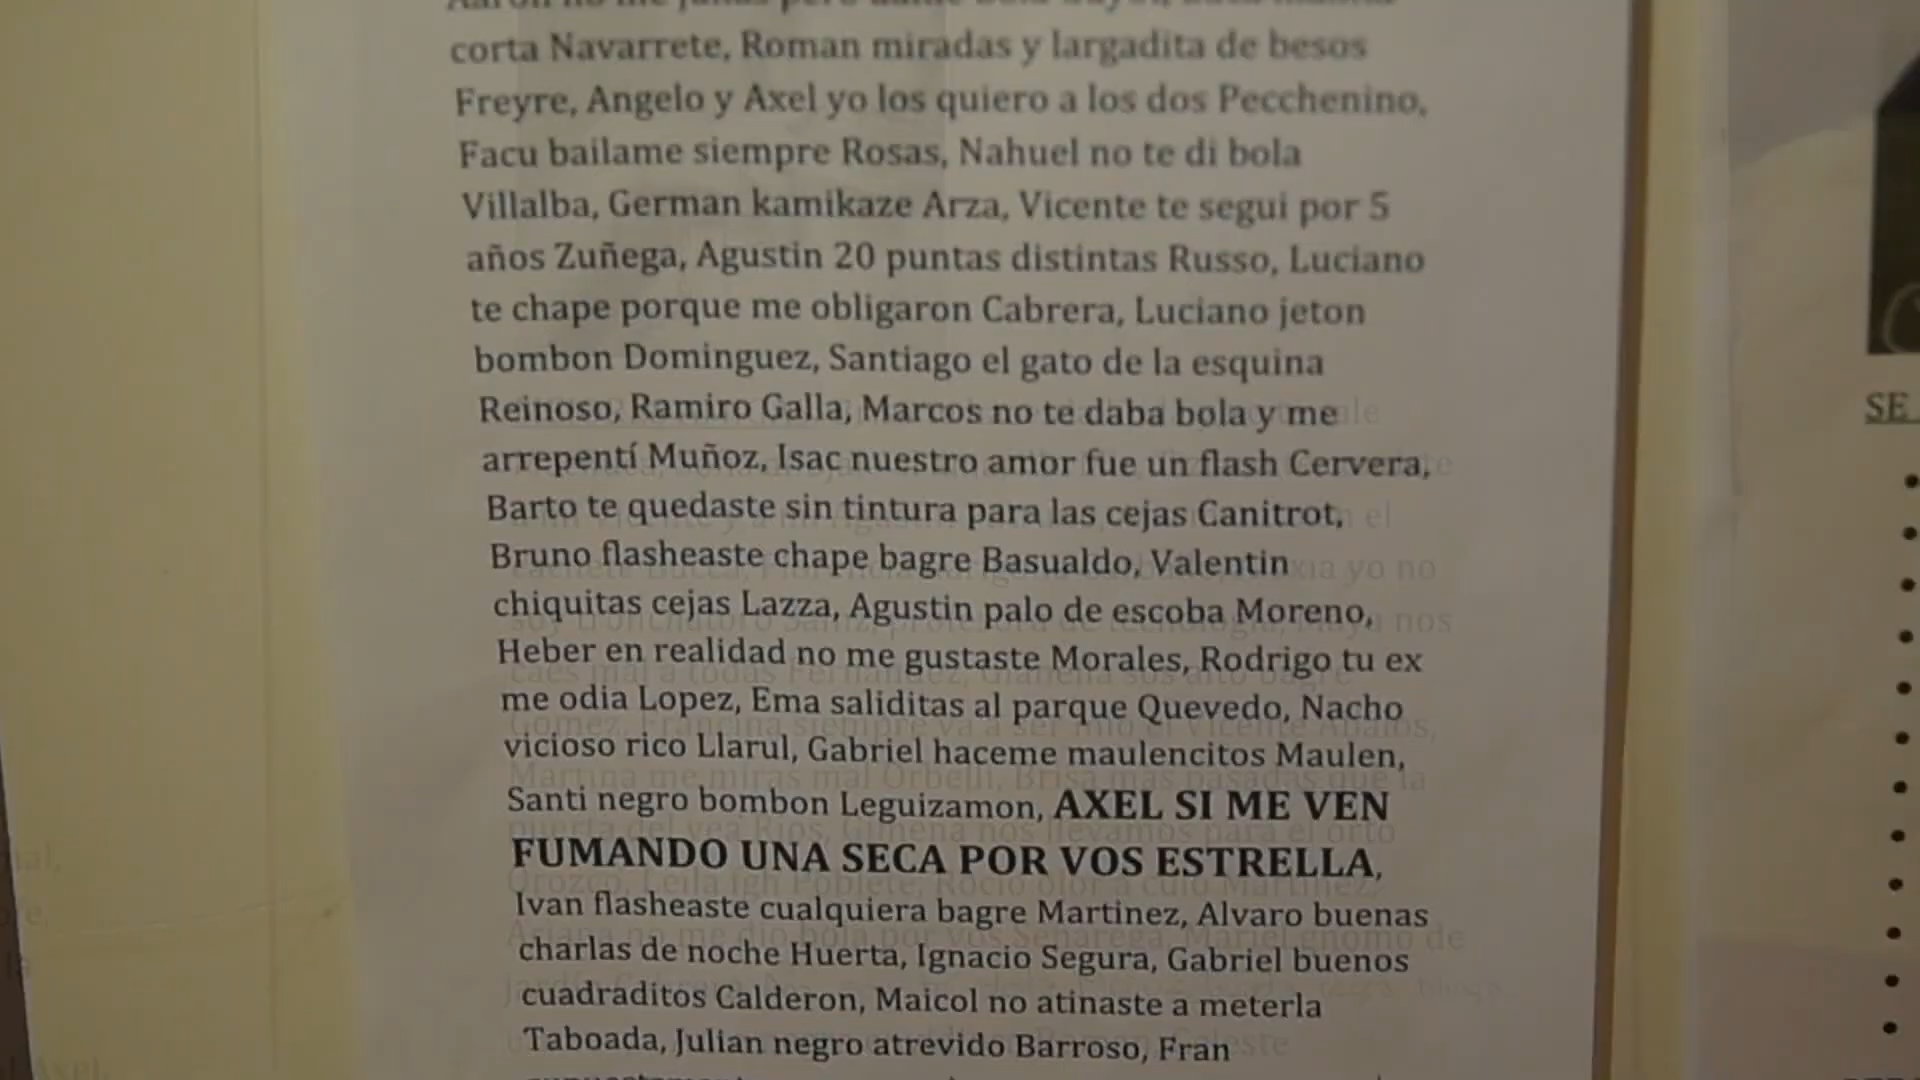 corta Navarrete, Roman miradas y largadita de besos
Freyre, Angelo y Axel yo los quiero a los dos Pecchenino,
Facu bailame siempre Rosas, Nahuel no te di bola
Villalba, German kamikaze Arza, Vicente te segui por 5
años Zuñega, Agustin 20 puntas distintas Russo, Luciano
te chape porque me obligaron Cabrera, Luciano jeton
bombon Dominguez, Santiago el gato de la esquina
Reinoso, Ramiro Galla, Marcos no te daba bola y me
arrepentí Muñoz, Isac nuestro amor fue un flash Cervera,
Barto te quedaste sin tintura para las cejas Canitrot,
Bruno flasheaste chape bagre Basualdo, Valentin
chiquitas cejas Lazza, Agustin palo de escoba Moreno,
Heber en realidad no me gustaste Morales, Rodrigo tu ex
me odia Lopez, Ema saliditas al parque Quevedo, Nacho
vicioso rico Llarul, Gabriel haceme maulencitos Maulen,
Santi negro bombon Leguizamon, AXEL SI ME VEN
FUMANDO UNA SECA POR VOS ESTRELLA,
Ivan flasheaste cualquiera bagre Martinez, Alvaro buenas
charlas de noche Huerta, Ignacio Segura, Gabriel buenos
cuadraditos Calderon, Maicol no atinaste a meterla
Taboada, Julian negro atrevido Barroso, Fran
SE